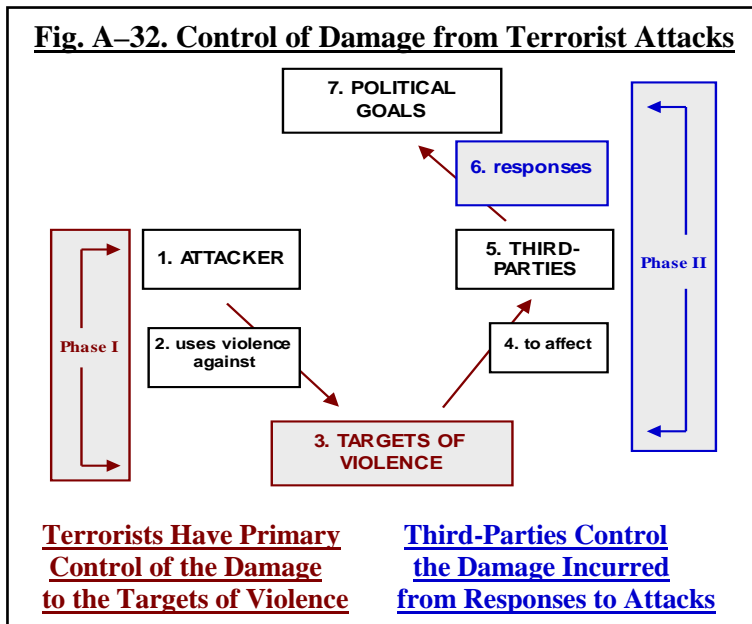 Fig. A–32. Control of Damage from Terrorist Attacks
7. POLITICAL
GOALS
6. responses
1. ATTACKER
5. THIRD-
PARTIES
Phase I
Phase II
2. uses violence
against
4. to affect
3. TARGETS OF
VIOLENCE
Terrorists Have Primary
Control of the Damage
to the Targets of Violence
Third-Parties Control
the Damage Incurred
from Responses to Attacks